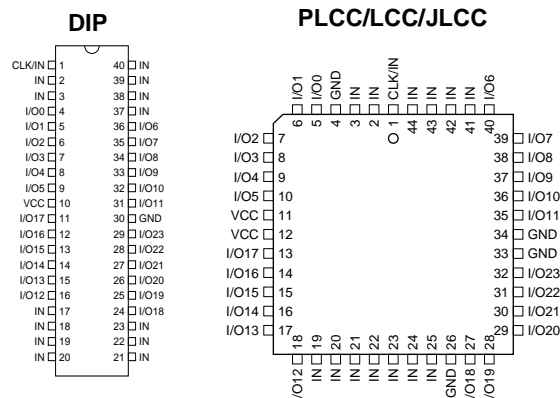 DIP
CLK/IN 1 40 IN
IN 2 39 IN
IN 3 38 IN
I/O0 4 37 IN
I/O1 5 36 I/O6
I/O2 6 35 I/O7
I/O3 7 34 I/O8
I/O4 8 33 I/O9
I/O5 9 32 I/O10
VCC 10 31 I/O11
I/O17 11 30 GND
I/O16 12 29 I/O23
I/O15 13 28 I/O22
I/O14 14 27 I/O21
I/O13 15 26 I/O20
I/O12 16 25 I/O19
IN 17 24 I/O18
IN 18 23 IN
IN 19 22 IN
IN 20 21 IN
PLCC/LCC/JLCC
I/O1 I/O0 GND IN IN CLK/IN IN IN IN IN I/O6
6 5 4 3 2 1 44 43 42 41 40
I/O2 7 39 I/O7
I/O3 8 38 I/O8
I/O4 9 37 I/O9
I/O5 10 36 I/O10
VCC 11 35 I/O11
VCC 12 34 GND
I/O17 13 33 GND
I/O16 14 32 I/O23
I/O15 15 31 I/O22
I/O14 16 30 I/O21
I/O13 17 29 I/O20
18 19 20 21 22 23 24 25 26 27 28
I/O12 IN IN IN IN IN IN IN GND I/O18 I/O19